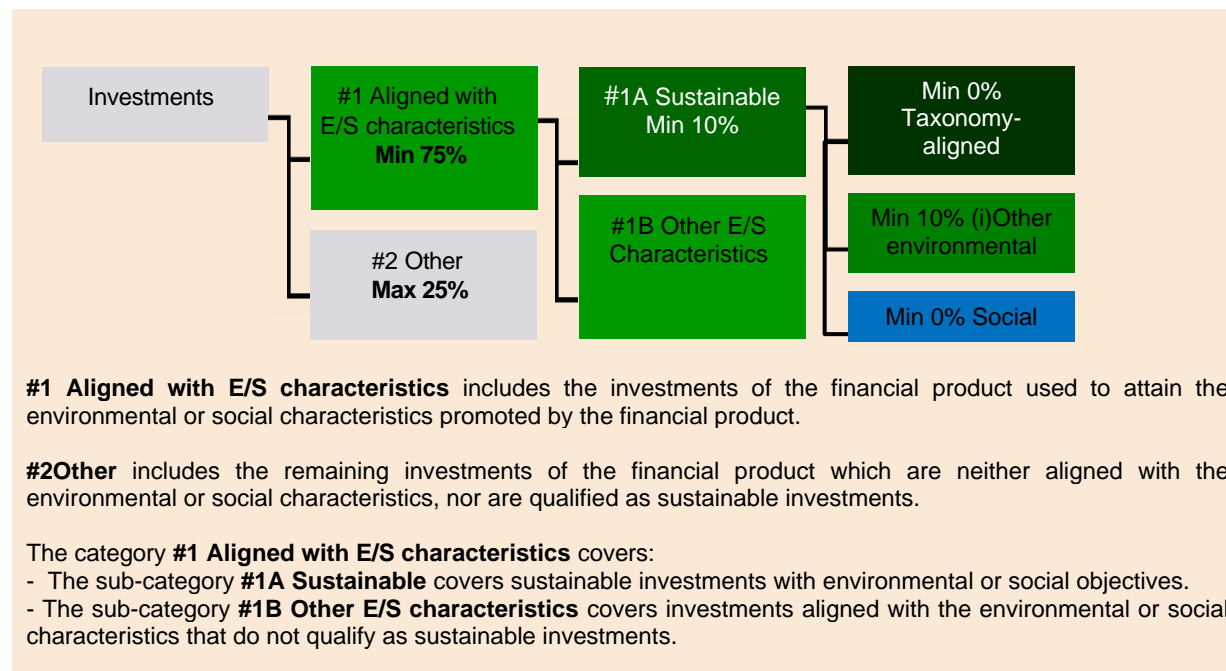 Investments
#1 Aligned with
E/S characteristics
Min 75%
#2 Other
Max 25%
#1A Sustainable
Min 10%
#1B Other E/S
Characteristics
Min 0%
Taxonomy-
aligned
Min 10% (i)Other
environmental
Min 0% Social
#1 Aligned with E/S characteristics includes the investments of the financial product used to attain the
environmental or social characteristics promoted by the financial product.
#2Other includes the remaining investments of the financial product which are neither aligned with the
environmental or social characteristics, nor are qualified as sustainable investments.
The category #1 Aligned with E/S characteristics covers:
- The sub-category #1A Sustainable covers sustainable investments with environmental or social objectives.
- The sub-category #1B Other E/S characteristics covers investments aligned with the environmental or social
characteristics that do not qualify as sustainable investments.